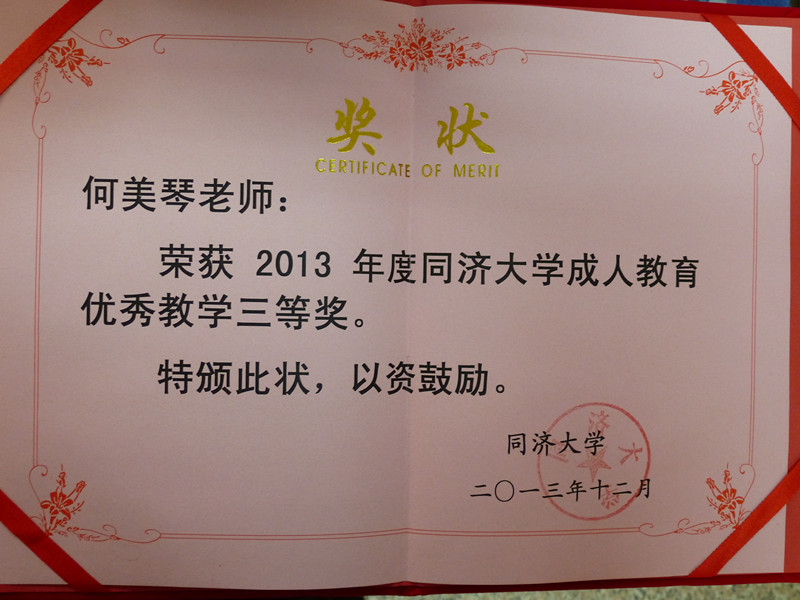 奖 状
CERTIFICATE OF MERIT
何美琴老师：
荣获 2013 年度同济大学成人教育
优秀教学三等奖。
特颁此状，以资鼓励。
同济大学
二〇一三年十二月